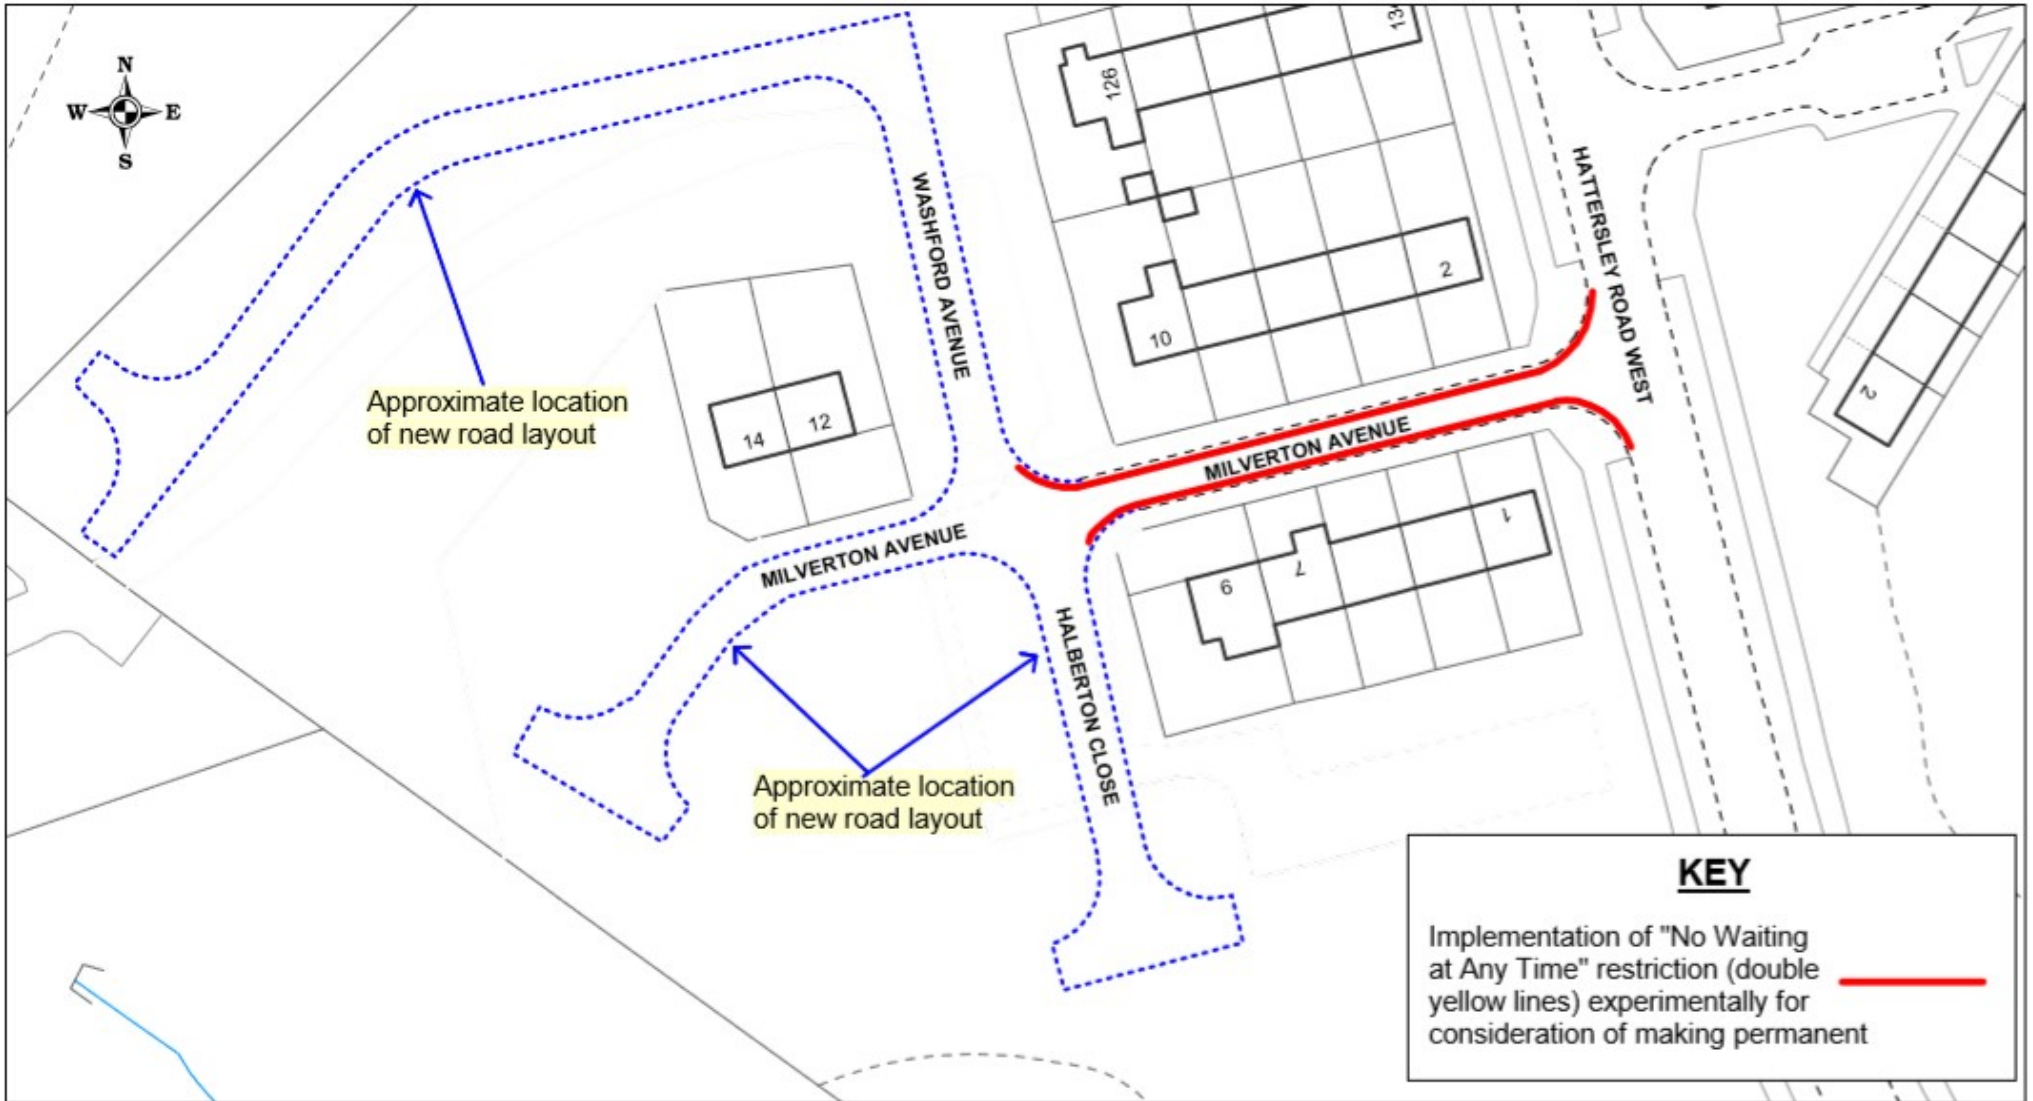 N
W E
S
126
134
HATTERSLEY ROAD WEST
WASHFORD AVENUE
2
10
2
Approximate location
of new road layout
14
12
MILVERTON AVENUE
MILVERTON AVENUE
1
7
9
HALBERTON CLOSE
Approximate location
of new road layout
KEY
Implementation of "No Waiting
at Any Time" restriction (double
yellow lines) experimentally for
consideration of making permanent